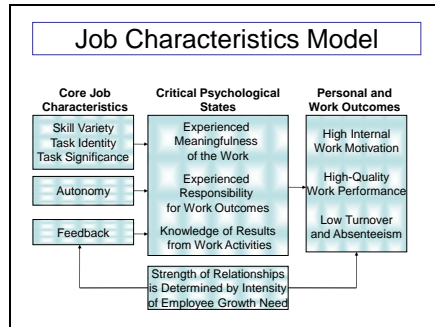 Job Characteristics Model
Core Job
Characteristics
Skill Variety
Task Identity
Task Significance
Autonomy
Feedback
Critical Psychological
States
Experienced
Meaningfulness
of the Work
Experienced
Responsibility
for Work Outcomes
Knowledge of Results
from Work Activities
Personal and
Work Outcomes
High Internal
Work Motivation
High-Quality
Work Performance
Low Turnover
and Absenteeism
Strength of Relationships
is Determined by Intensity
of Employee Growth Need